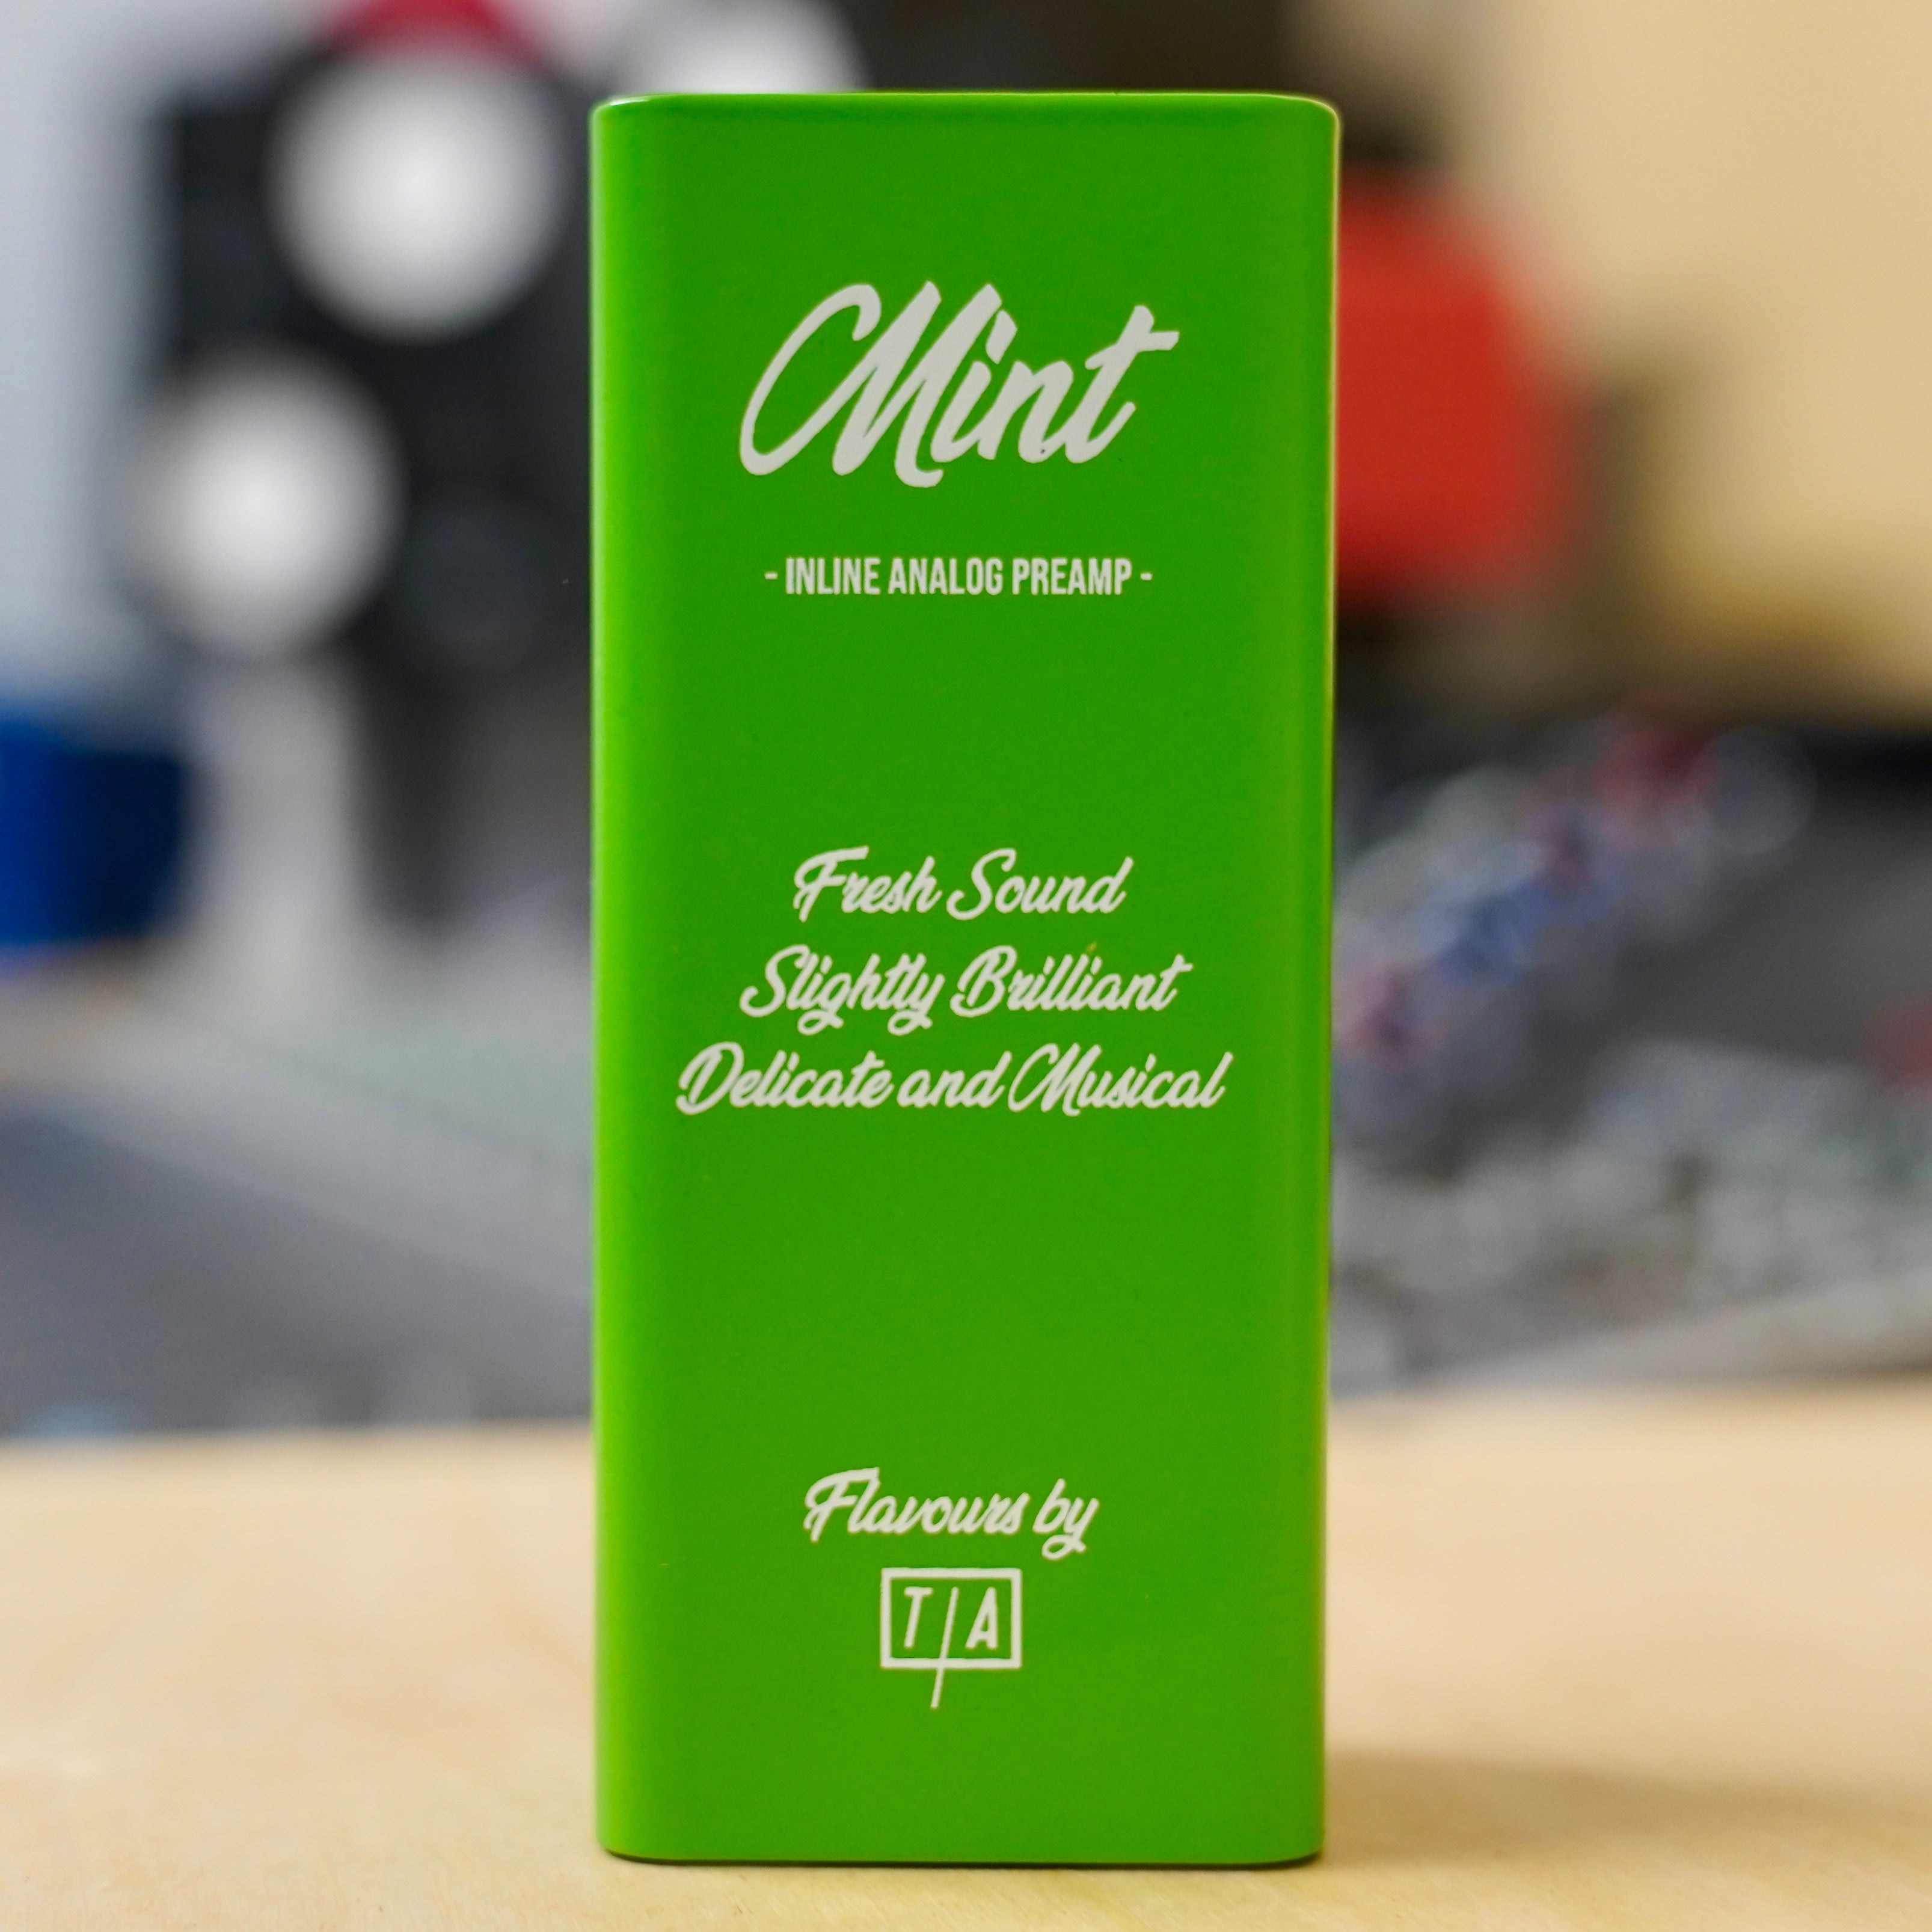 Mint
- INLINE ANALOG PREAMP -
Fresh Sound
Slightly Brilliant
Delicate and Musical
Flavours by
T/A